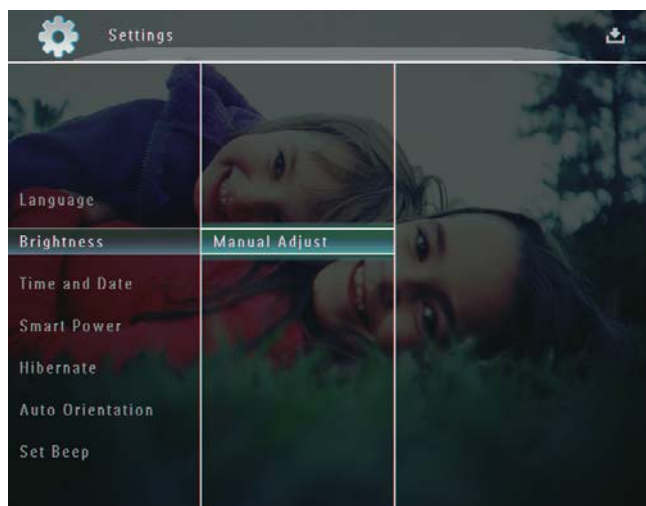 Settings
Language
Brightness
Manual Adjust
Time and Date
Smart Power
Hibernate
Auto Orientation
Set Beep